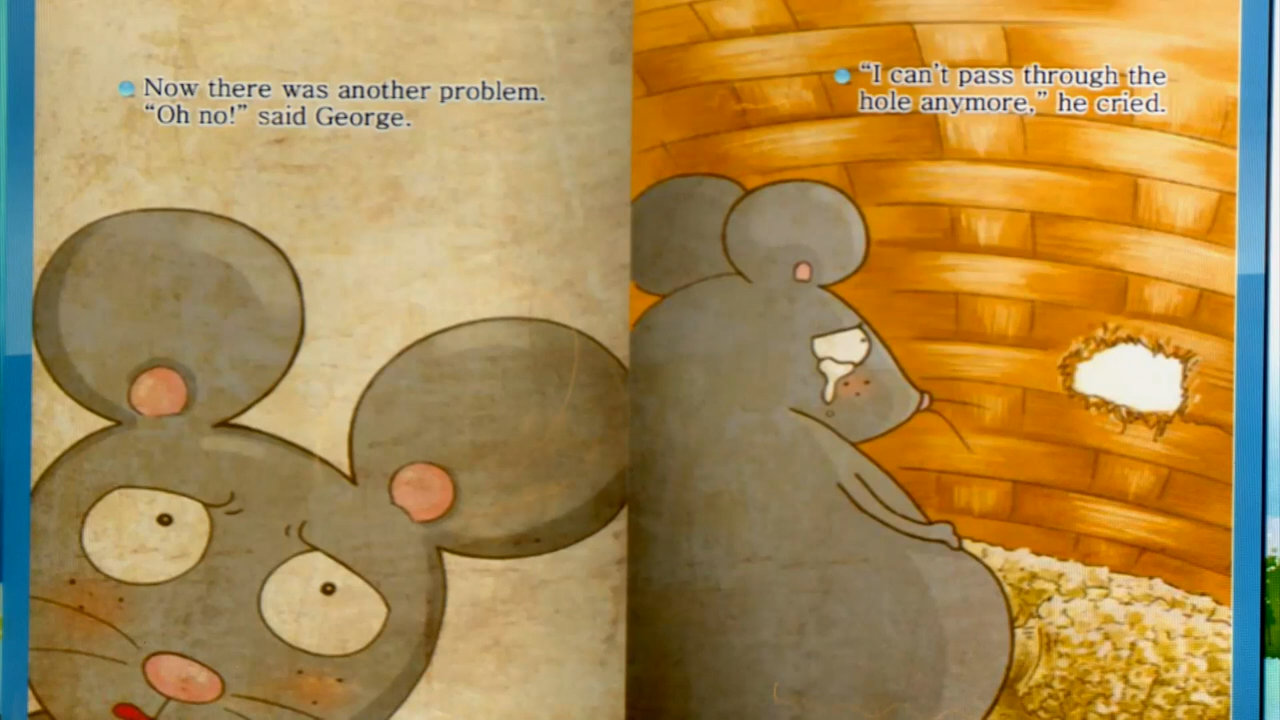 Now there was another problem.
“Oh no!” said George.
“I can’t pass through the
hole anymore,” he cried.